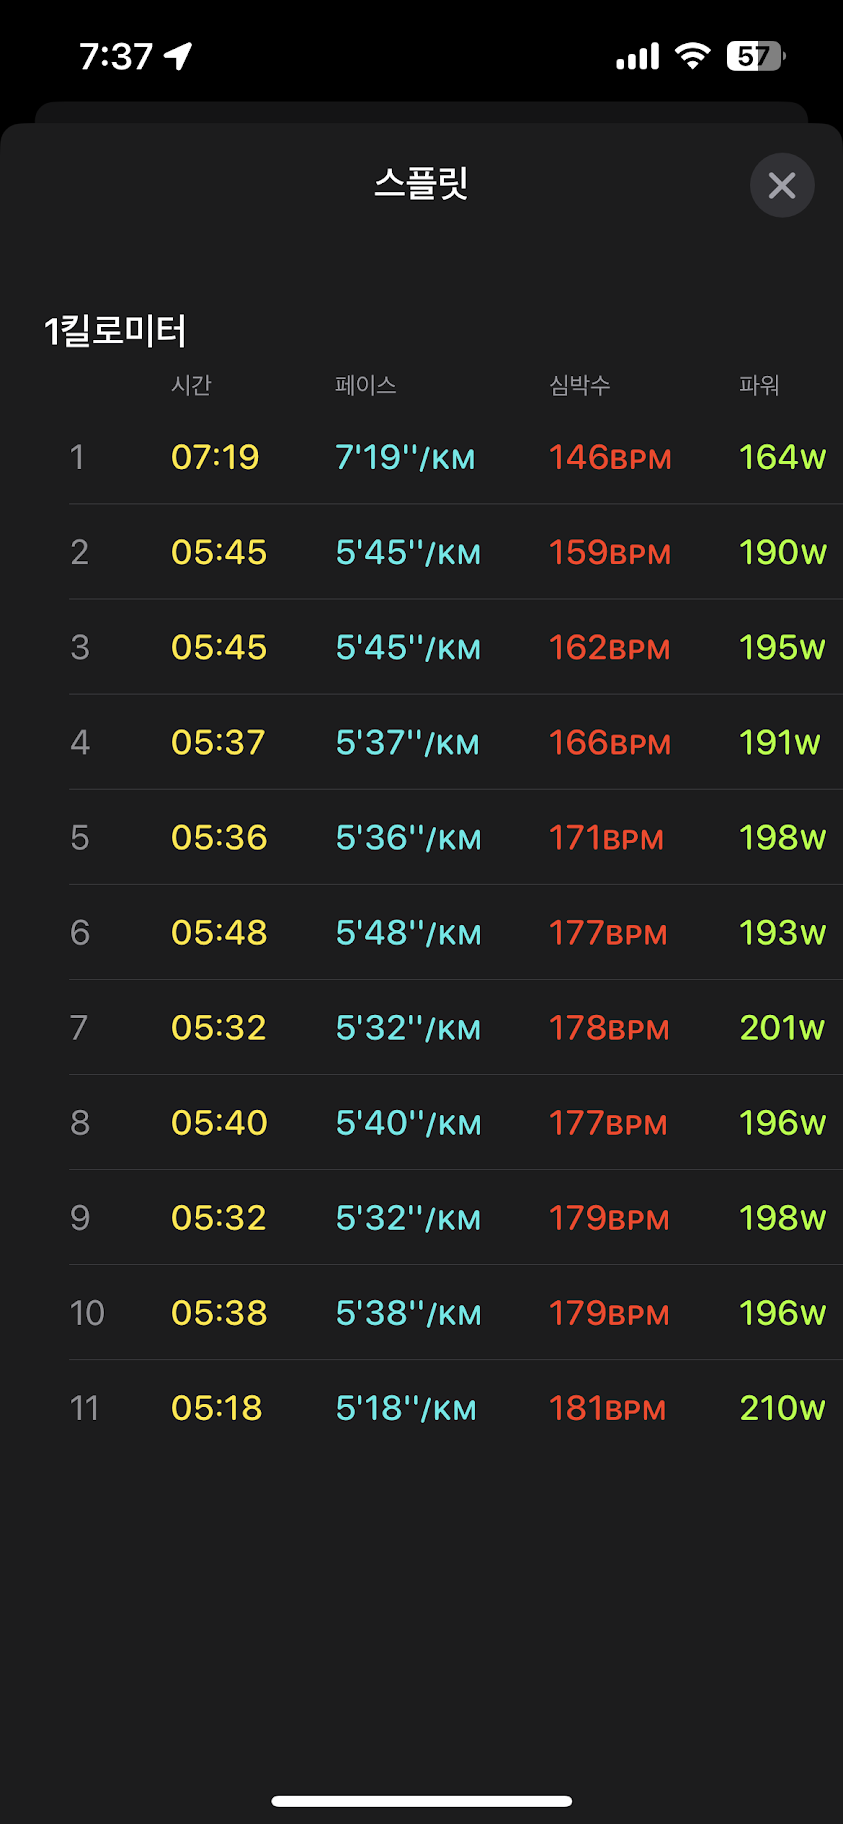 7:37
57
스플릿
1킬로미터
시간 페이스 심박수 파워
1 07:19 7'19''/KM 146BPM 164W
2 05:45 5'45''/KM 159BPM 190W
3 05:45 5'45''/KM 162BPM 195W
4 05:37 5'37''/KM 166BPM 191W
5 05:36 5'36''/KM 171BPM 198W
6 05:48 5'48''/KM 177BPM 193W
7 05:32 5'32''/KM 178BPM 201W
8 05:40 5'40''/KM 177BPM 196W
9 05:32 5'32''/KM 179BPM 198W
10 05:38 5'38''/KM 179BPM 196W
11 05:18 5'18''/KM 181BPM 210W